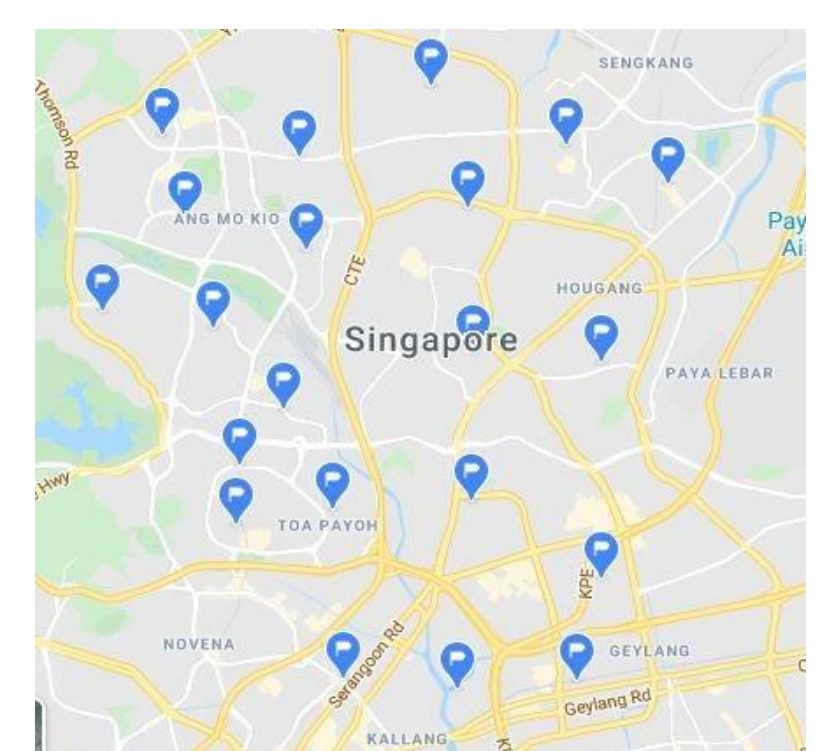 SENGKANG
Thomson Rd
ANG MO KIO
Pay
Ai
CTE
HOUGANG
Singapore
PAYA LEBAR
Hwy
TOA PAYOH
KPE
NOVENA
Serangoon Rd
GEYLANG
Geylang Rd
KALLANG